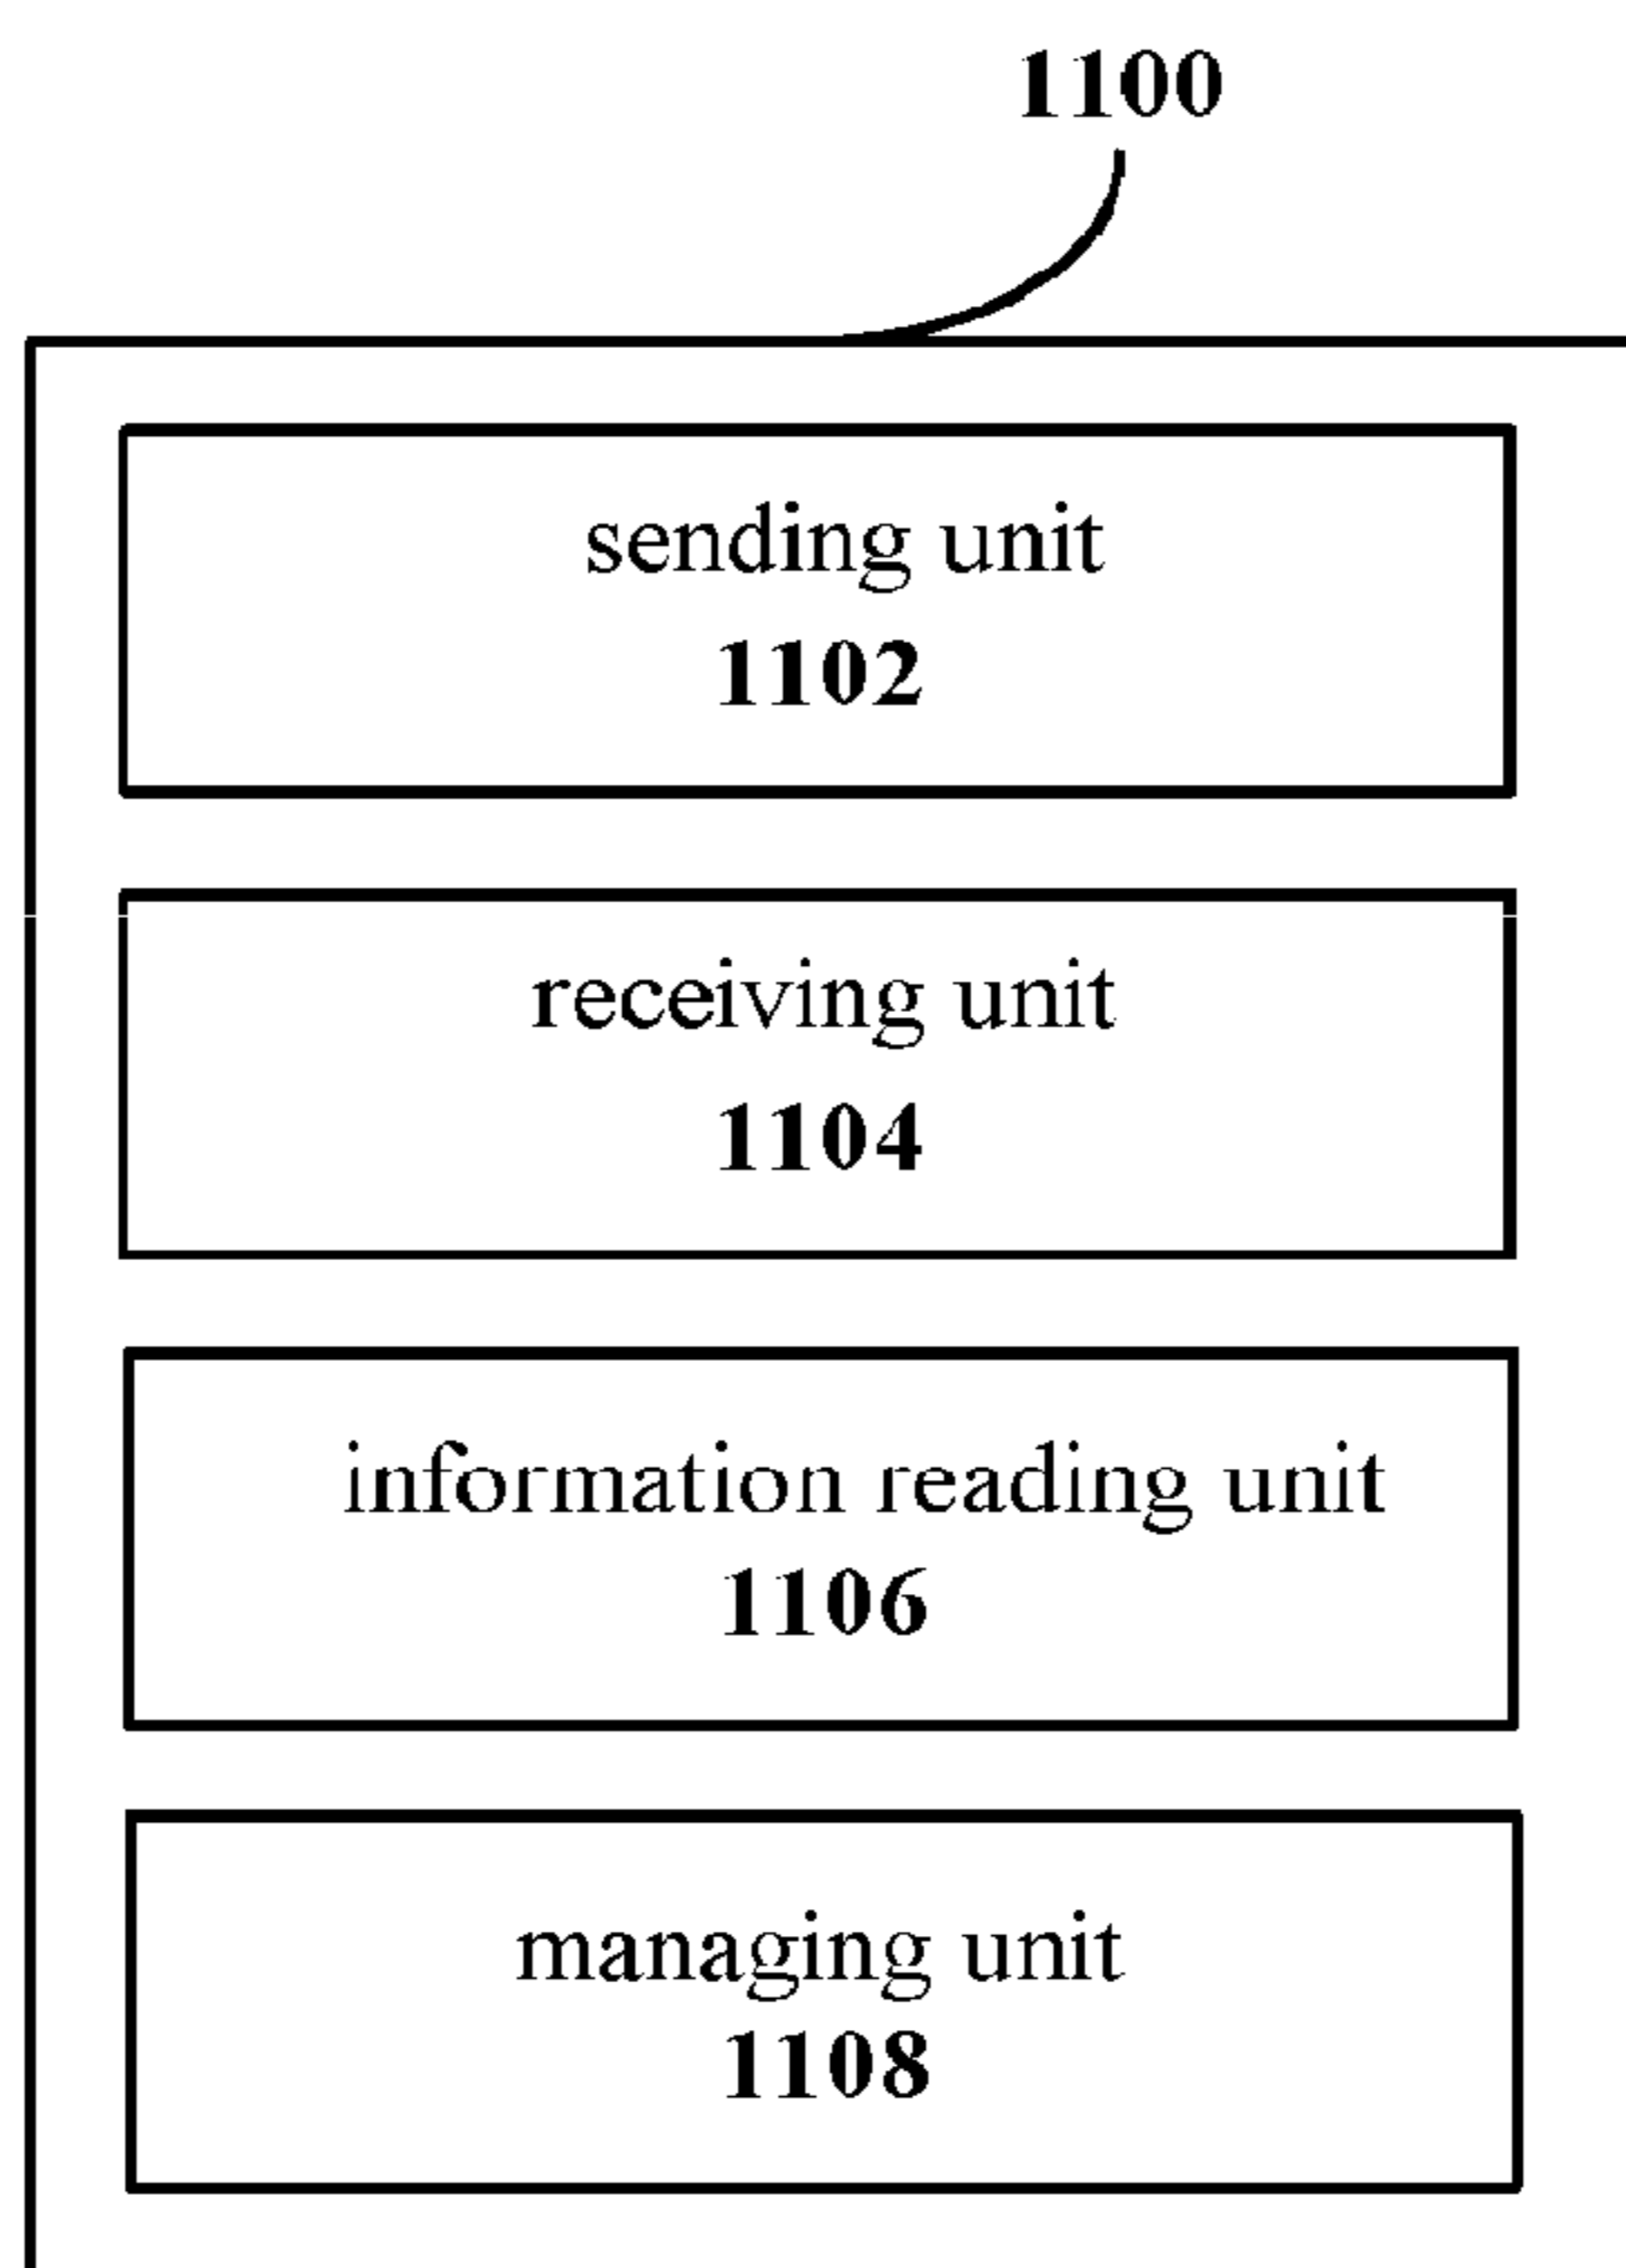 1100
sending unit
1102
receiving unit
1104
information reading unit
1106
managing unit
1108